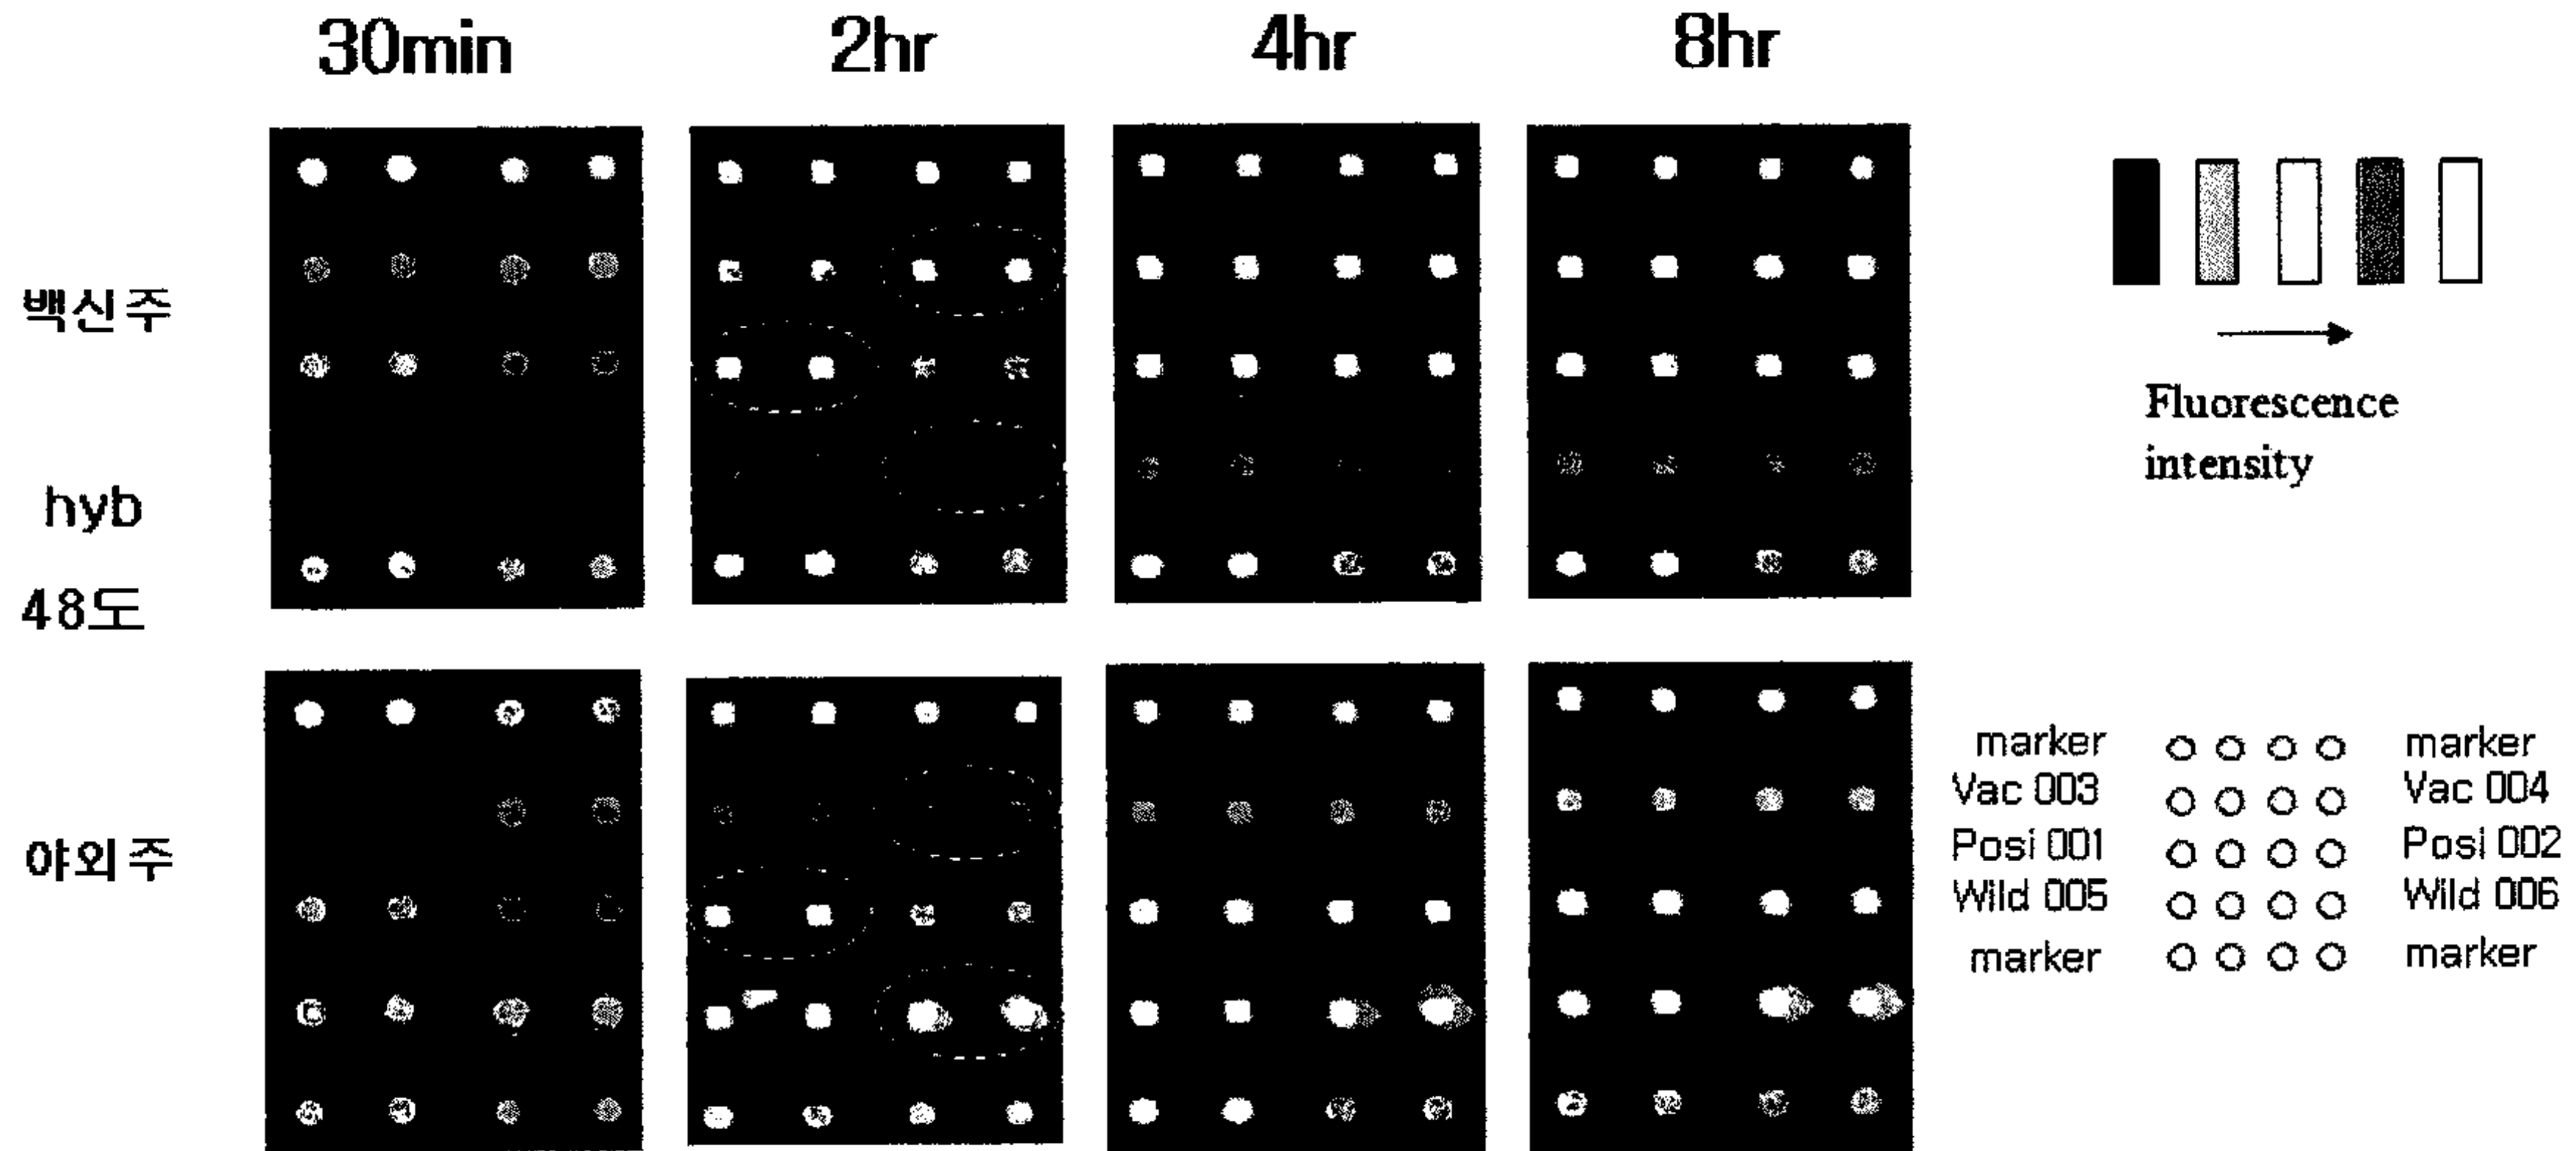 30min 2hr 4hr 8hr
백신주
hyb
48도
야외주
Fluorescence
intensity
marker marker
Vac 003 Vac 004
Posi 001 Posi 002
Wild 005 Wild 006
marker marker